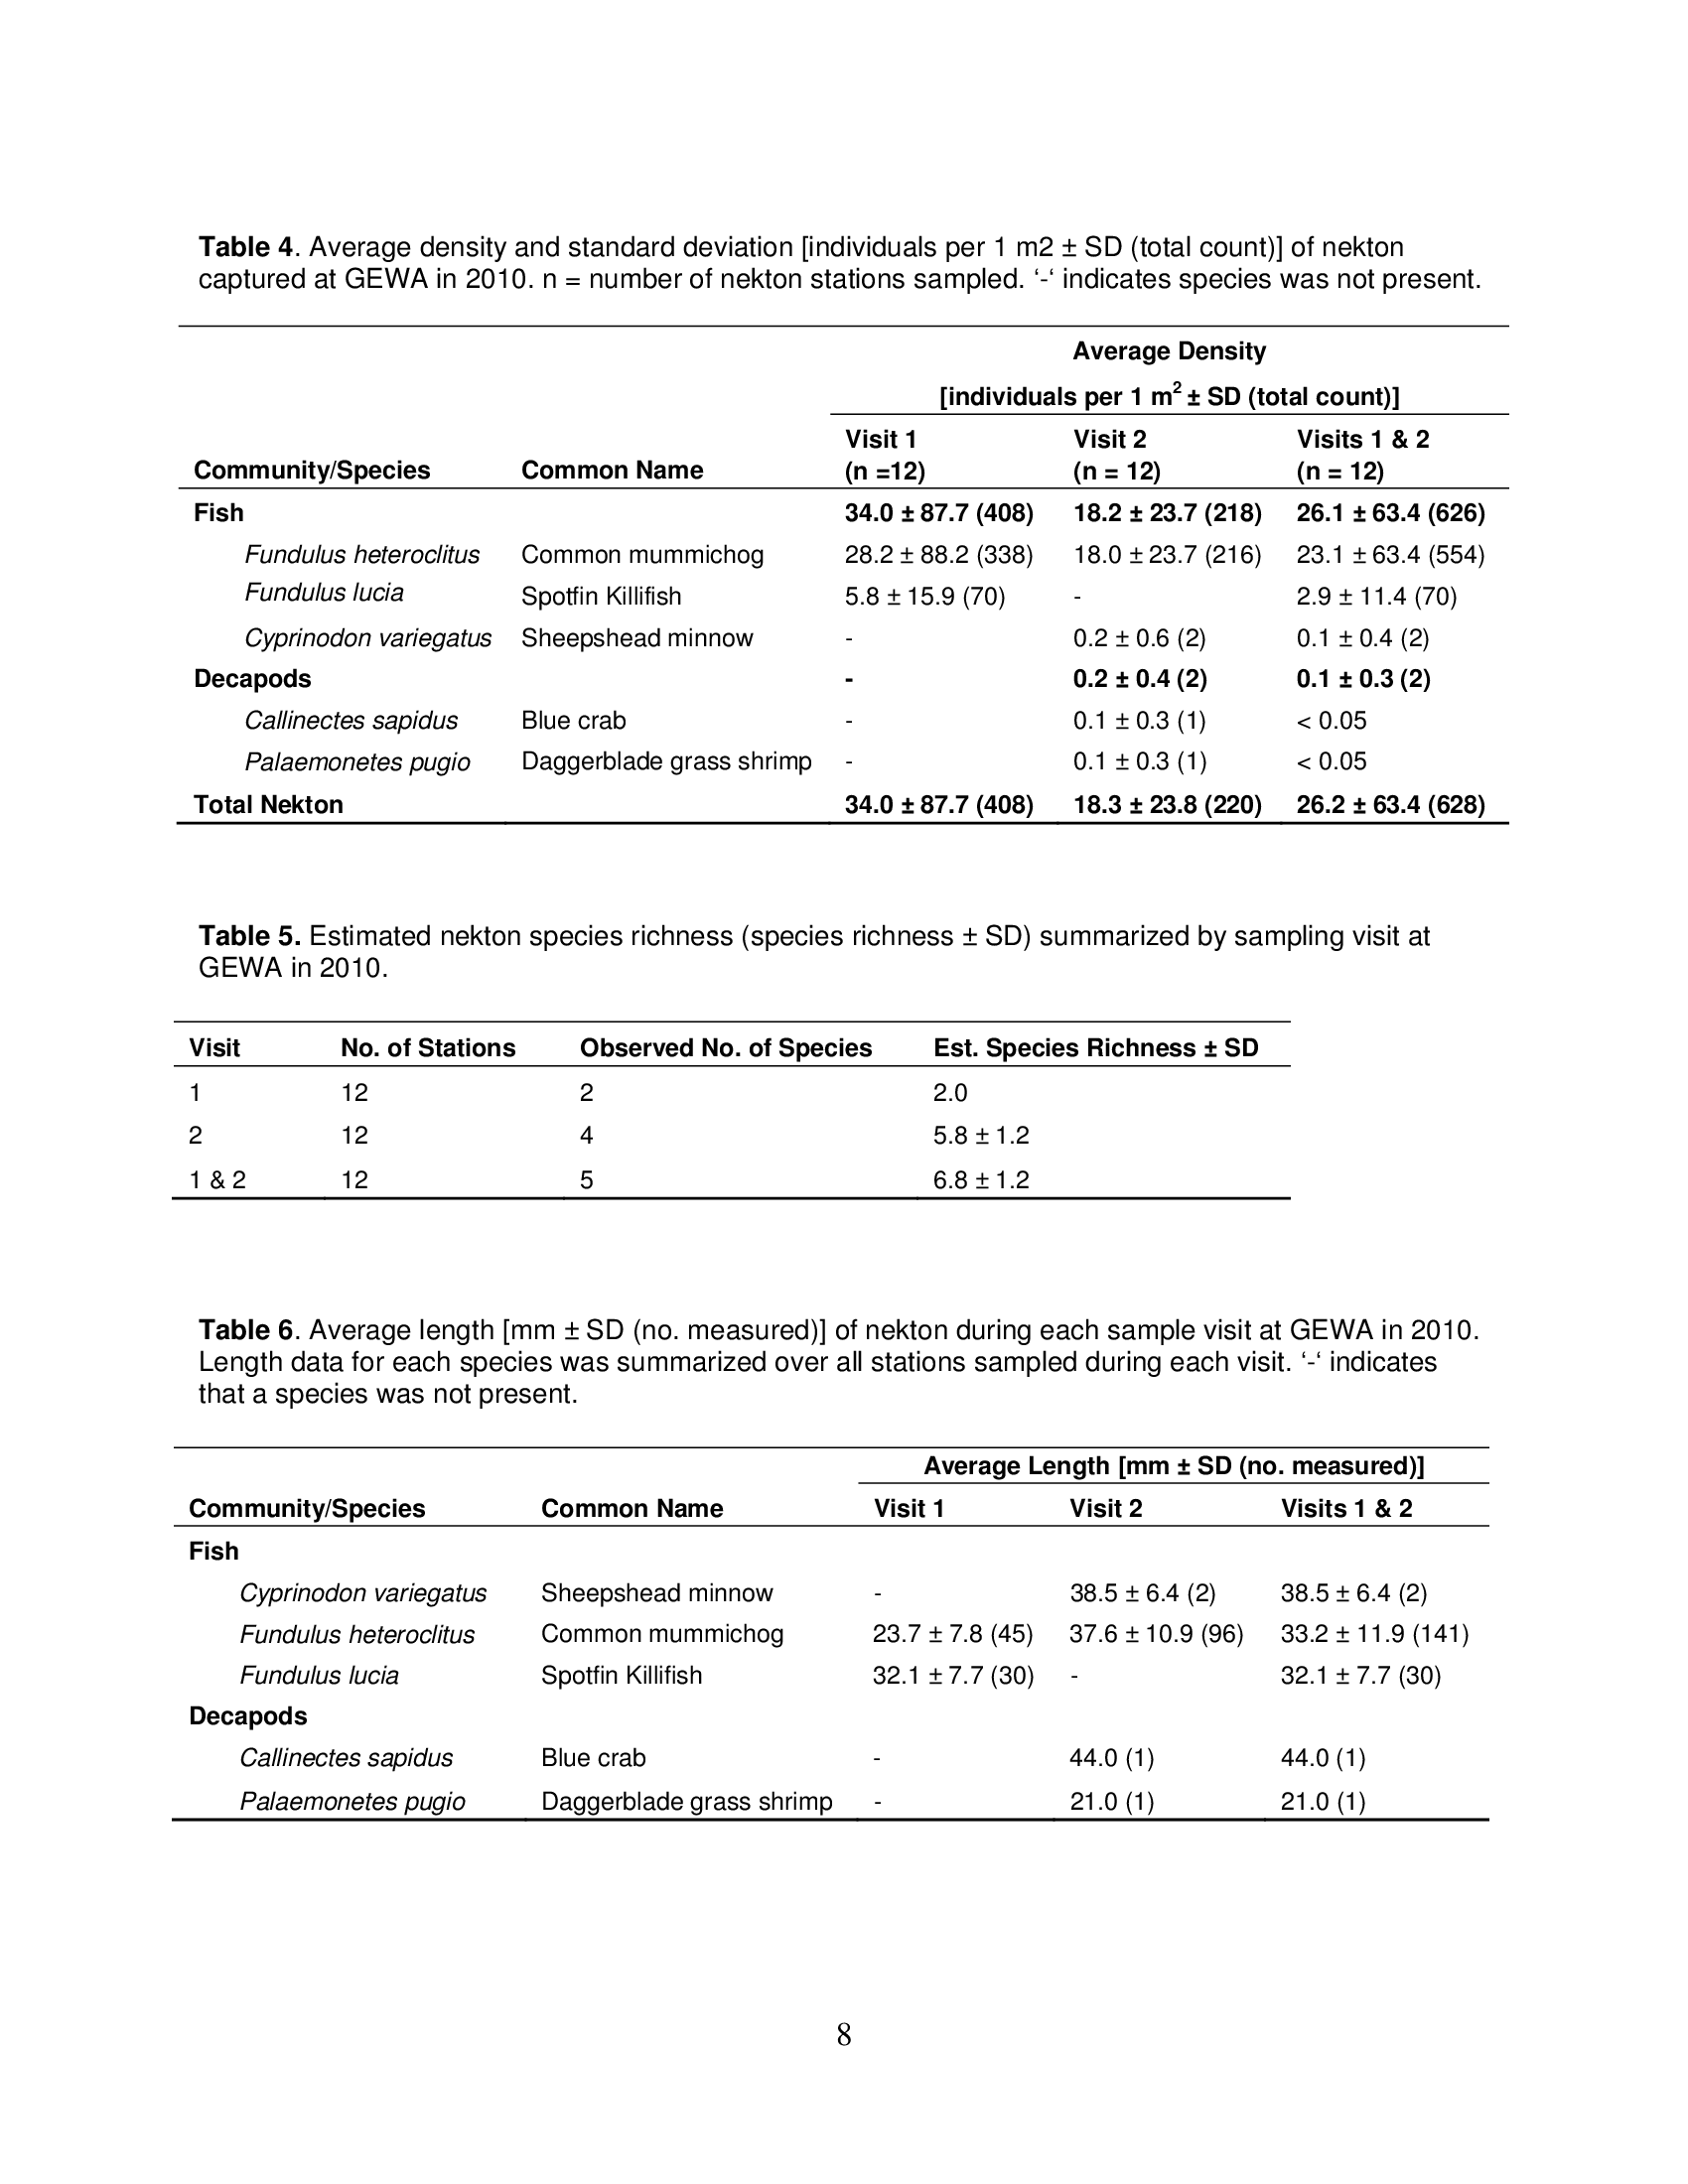 Table 4. Average density and standard deviation [individuals per 1 m2 ± SD (total count)] of nekton
captured at GEWA in 2010. n = number of nekton stations sampled. ‘-‘ indicates species was not present.
Average Density
[individuals per 1 m² ± SD (total count)]
Visit 1 Visit 2 Visits 1 & 2
Community/Species Common Name (n =12) (n = 12) (n = 12)
Fish 34.0 ± 87.7 (408) 18.2 ± 23.7 (218) 26.1 ± 63.4 (626)
Fundulus heteroclitus Common mummichog 28.2 ± 88.2 (338) 18.0 ± 23.7 (216) 23.1 ± 63.4 (554)
Fundulus lucia Spotfin Killifish 5.8 ± 15.9 (70) - 2.9 ± 11.4 (70)
Cyprinodon variegatus Sheepshead minnow - 0.2 ± 0.6 (2) 0.1 ± 0.4 (2)
Decapods - 0.2 ± 0.4 (2) 0.1 ± 0.3 (2)
Callinectes sapidus Blue crab - 0.1 ± 0.3 (1) < 0.05
Palaemonetes pugio Daggerblade grass shrimp - 0.1 ± 0.3 (1) < 0.05
Total Nekton 34.0 ± 87.7 (408) 18.3 ± 23.8 (220) 26.2 ± 63.4 (628)
Table 5. Estimated nekton species richness (species richness ± SD) summarized by sampling visit at
GEWA in 2010.
Visit No. of Stations Observed No. of Species Est. Species Richness ± SD
1 12 2 2.0
2 12 4 5.8 ± 1.2
1 & 2 12 5 6.8 ± 1.2
Table 6. Average length [mm ± SD (no. measured)] of nekton during each sample visit at GEWA in 2010.
Length data for each species was summarized over all stations sampled during each visit. ‘-‘ indicates
that a species was not present.
Average Length [mm ± SD (no. measured)]
Community/Species Common Name Visit 1 Visit 2 Visits 1 & 2
Fish
Cyprinodon variegatus Sheepshead minnow - 38.5 ± 6.4 (2) 38.5 ± 6.4 (2)
Fundulus heteroclitus Common mummichog 23.7 ± 7.8 (45) 37.6 ± 10.9 (96) 33.2 ± 11.9 (141)
Fundulus lucia Spotfin Killifish 32.1 ± 7.7 (30) - 32.1 ± 7.7 (30)
Decapods
Callinectes sapidus Blue crab - 44.0 (1) 44.0 (1)
Palaemonetes pugio Daggerblade grass shrimp - 21.0 (1) 21.0 (1)
8